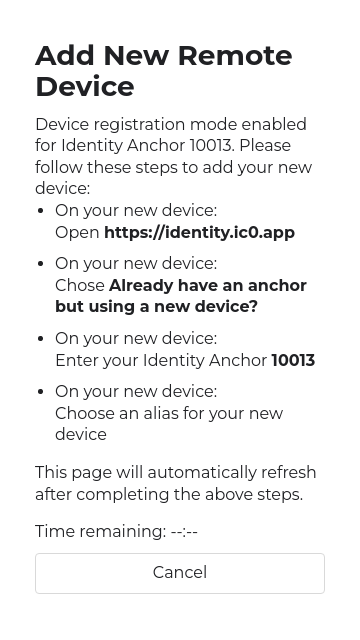 Add New Remote
Device
Device registration mode enabled
for Identity Anchor 10013. Please
follow these steps to add your new
device:
• On your new device:
Open https://identity.ic0.app
• On your new device:
Chose Already have an anchor
but using a new device?
• On your new device:
Enter your Identity Anchor 10013
• On your new device:
Choose an alias for your new
device
This page will automatically refresh
after completing the above steps.
Time remaining: --:--
Cancel